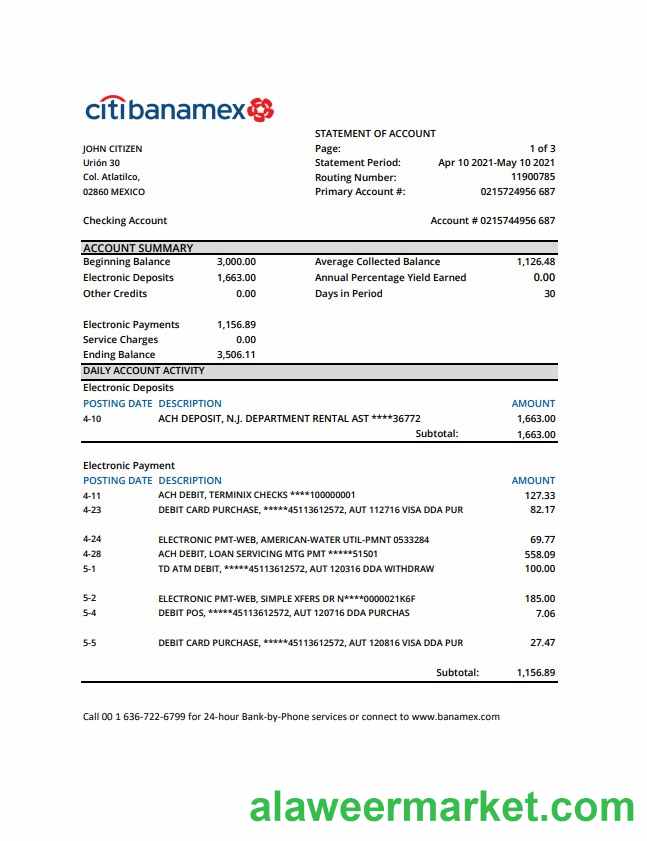 citibanamex
STATEMENT OF ACCOUNT
JOHN CITIZEN Page: 1 of 3
Urión 30 Statement Period: Apr 10 2021-May 10 2021
Col. Atlatilco, Routing Number: 11900785
02860 MEXICO Primary Account #: 0215724956 687
Checking Account Account # 0215744956 687
ACCOUNT SUMMARY
Beginning Balance 3,000.00 Average Collected Balance 1,126.48
Electronic Deposits 1,663.00 Annual Percentage Yield Earned 0.00
Other Credits 0.00 Days in Period 30
Electronic Payments 1,156.89
Service Charges 0.00
Ending Balance 3,506.11
DAILY ACCOUNT ACTIVITY
Electronic Deposits
POSTING DATE DESCRIPTION AMOUNT
4-10 ACH DEPOSIT, N.J. DEPARTMENT RENTAL AST ****36772 1,663.00
Subtotal: 1,663.00
Electronic Payment
POSTING DATE DESCRIPTION AMOUNT
4-11 ACH DEBIT, TERMINIX CHECKS ****100000001 127.33
4-23 DEBIT CARD PURCHASE, *****45113612572, AUT 112716 VISA DDA PUR 82.17
4-24 ELECTRONIC PMT-WEB, AMERICAN-WATER UTIL-PMNT 0533284 69.77
4-28 ACH DEBIT, LOAN SERVICING MTG PMT *****51501 558.09
5-1 TD ATM DEBIT, *****45113612572, AUT 120316 DDA WITHDRAW 100.00
5-2 ELECTRONIC PMT-WEB, SIMPLE XFERS DR N****0000021K6F 185.00
5-4 DEBIT POS, *****45113612572, AUT 120716 DDA PURCHAS 7.06
5-5 DEBIT CARD PURCHASE, *****45113612572, AUT 120816 VISA DDA PUR 27.47
Subtotal: 1,156.89
Call 00 1 636-722-6799 for 24-hour Bank-by-Phone services or connect to www.banamex.com
alaweermarket.com